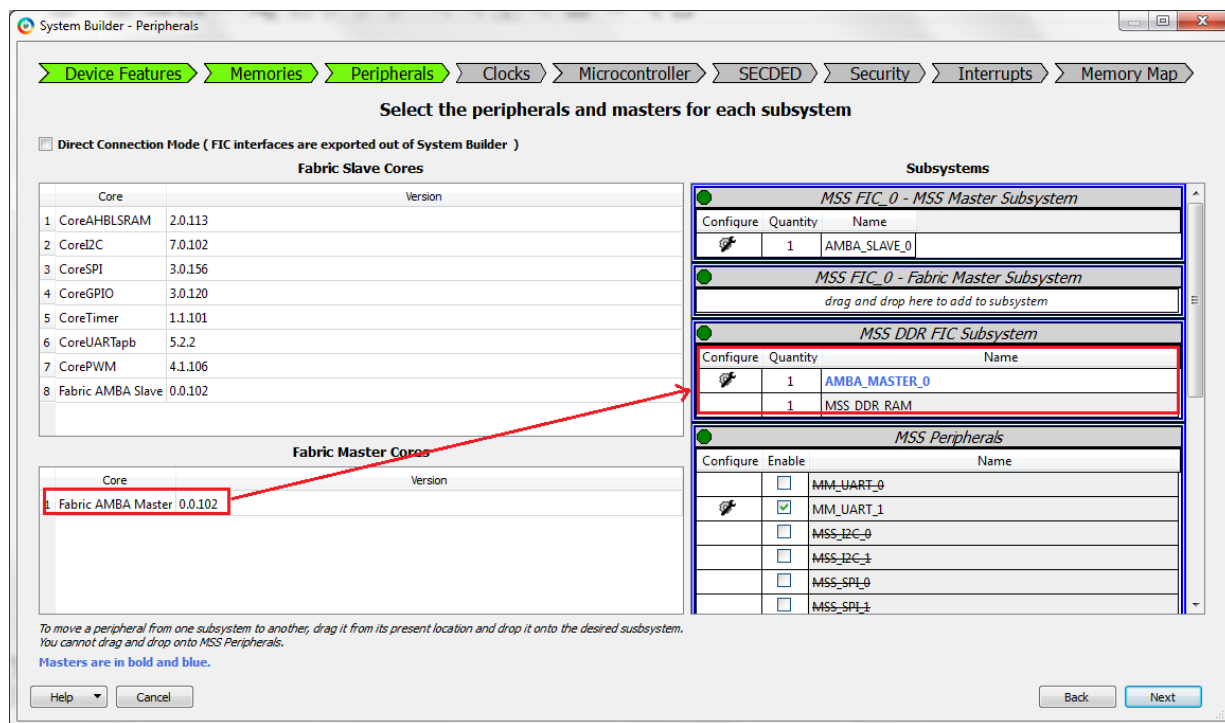 System Builder - Peripherals
Device Features Memories Peripherals Clocks Microcontroller SECDED Security Interrupts Memory Map
Select the peripherals and masters for each subsystem
Direct Connection Mode ( FIC interfaces are exported out of System Builder )
Fabric Slave Cores
Core Version
1 CoreAHBLSRAM 2.0.113
2 CoreI2C 7.0.102
3 CoreSPI 3.0.156
4 CoreGPIO 3.0.120
5 CoreTimer 1.1.101
6 CoreUARTapb 5.2.2
7 CorePWM 4.1.106
8 Fabric AMBA Slave 0.0.102
Fabric Master Cores
Core Version
1 Fabric AMBA Master 0.0.102
Subsystems
MSS FIC_0 - MSS Master Subsystem
Configure Quantity Name
1 AMBA_SLAVE_0
MSS FIC_0 - Fabric Master Subsystem
drag and drop here to add to subsystem
MSS DDR FIC Subsystem
Configure Quantity Name
1 AMBA_MASTER_0
1 MSS_DDR_RAM
MSS Peripherals
Configure Enable Name
MM_UART_0
MM_UART_1
MSS_I2C_0
MSS_I2C_1
MSS_SPI_0
MSS_SPI_1
To move a peripheral from one subsystem to another, drag it from its present location and drop it onto the desired susbsystem.
You cannot drag and drop onto MSS Peripherals.
Masters are in bold and blue.
Help Cancel Back Next